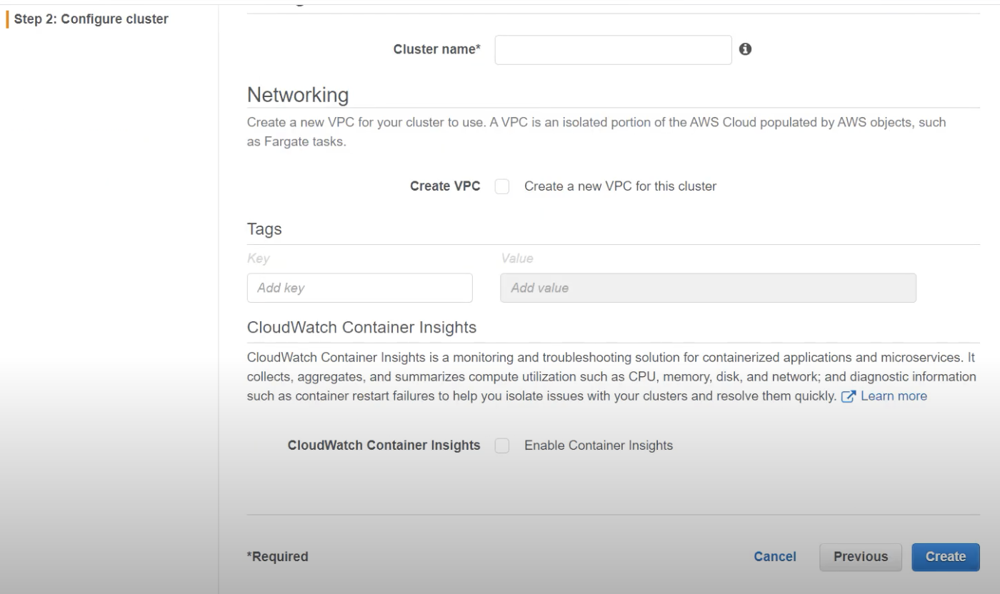 Step 2: Configure cluster
Cluster name*
Networking
Create a new VPC for your cluster to use. A VPC is an isolated portion of the AWS Cloud populated by AWS objects, such
as Fargate tasks.
Create VPC Create a new VPC for this cluster
Tags
Key Value
Add key Add value
CloudWatch Container Insights
CloudWatch Container Insights is a monitoring and troubleshooting solution for containerized applications and microservices. It
collects, aggregates, and summarizes compute utilization such as CPU, memory, disk, and network; and diagnostic information
such as container restart failures to help you isolate issues with your clusters and resolve them quickly. Learn more
CloudWatch Container Insights Enable Container Insights
*Required Cancel Previous Create